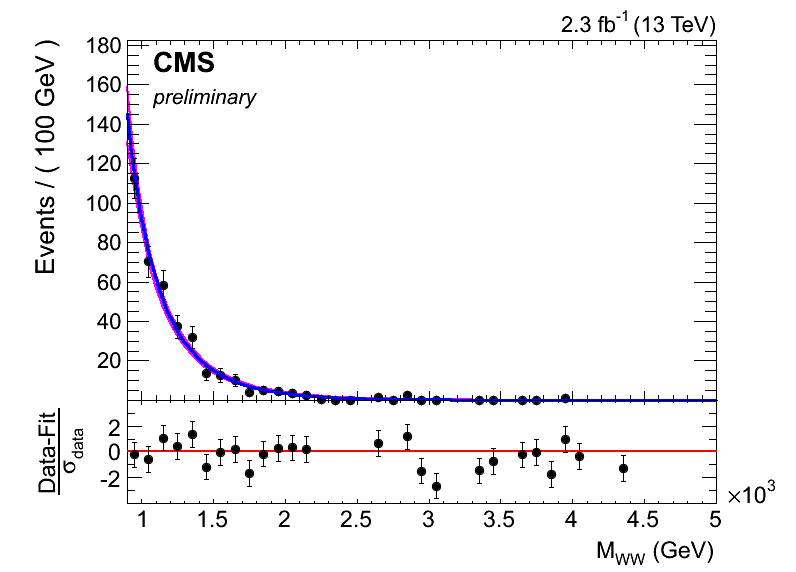 2.3 fb⁻¹ (13 TeV)
CMS
preliminary
Events / ( 100 GeV )
180
160
140
120
100
80
60
40
20
Data-Fit
σdata
2
0
-2
1 1.5 2 2.5 3 3.5 4 4.5 5
×10³
MWW (GeV)